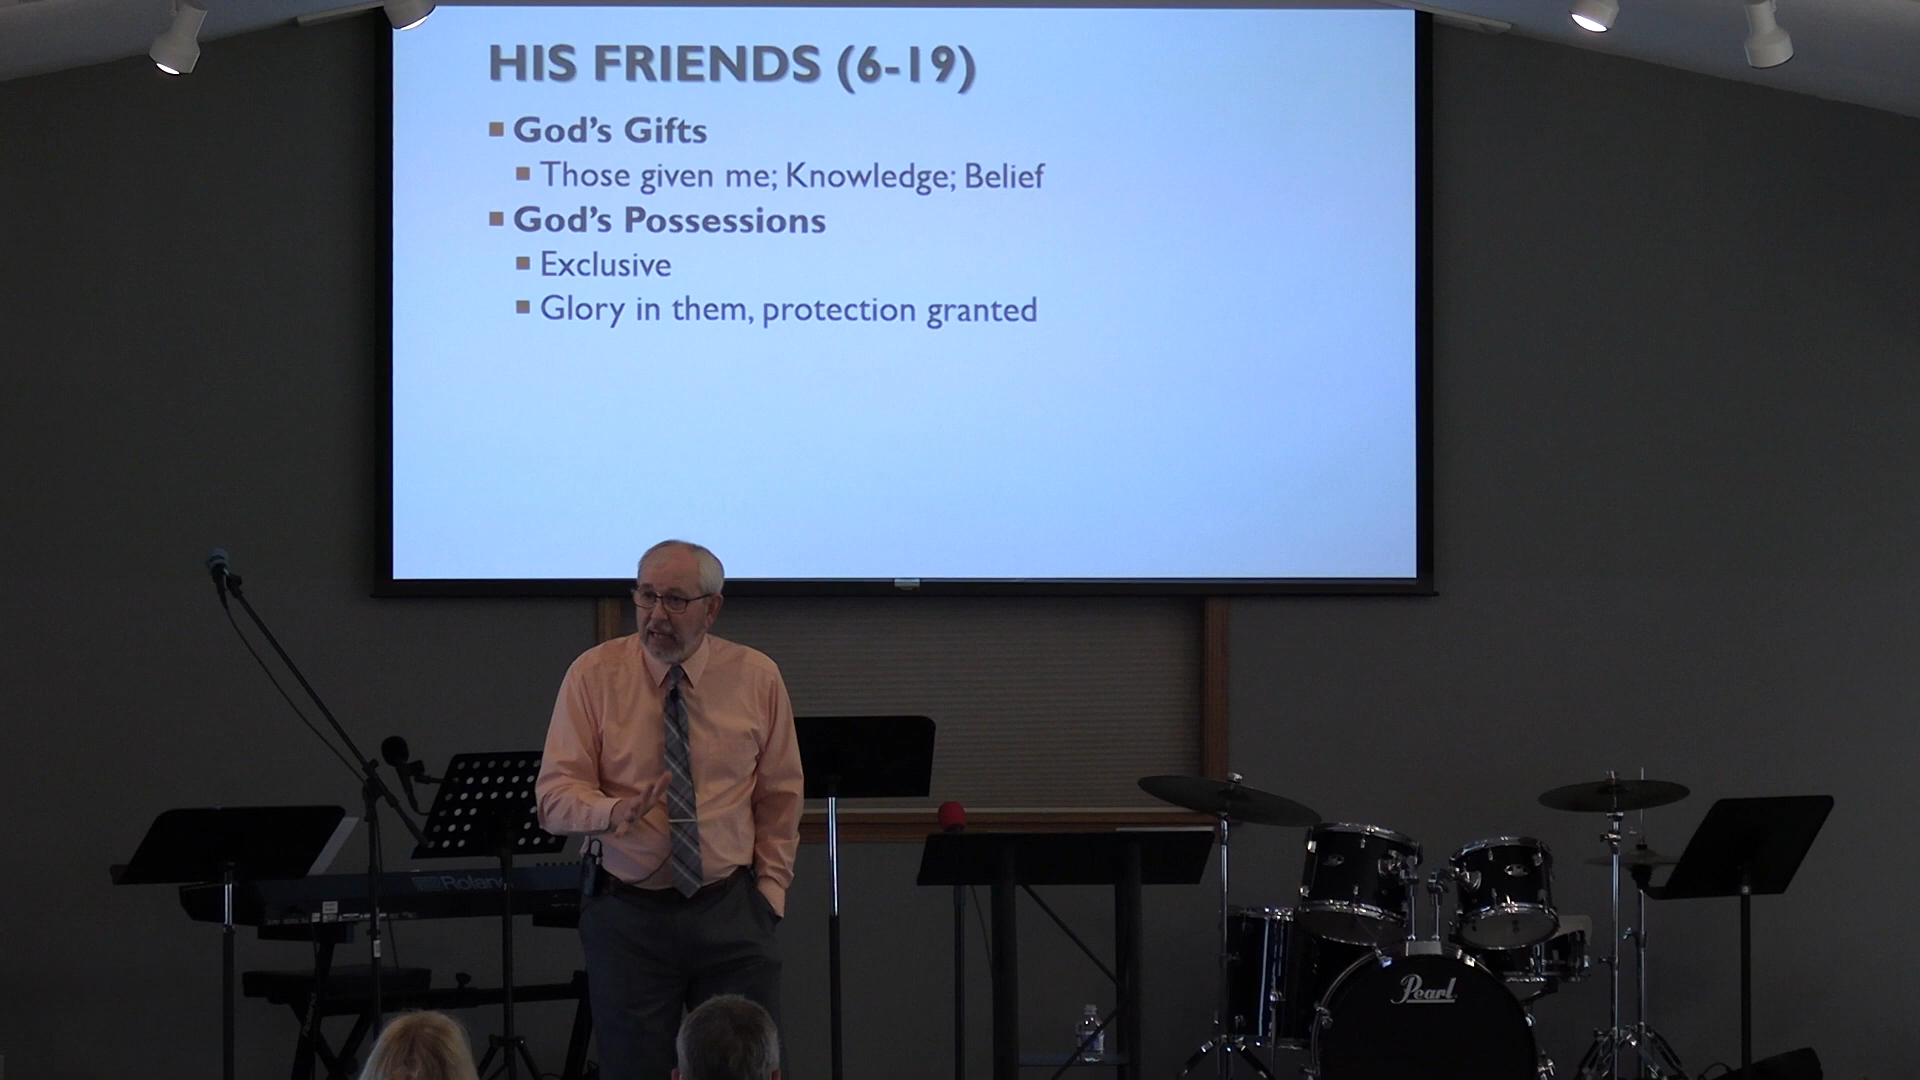 HIS FRIENDS (6-19)
God's Gifts
Those given me; Knowledge; Belief
God's Possessions
Exclusive
Glory in them, protection granted
Roland
Pearl